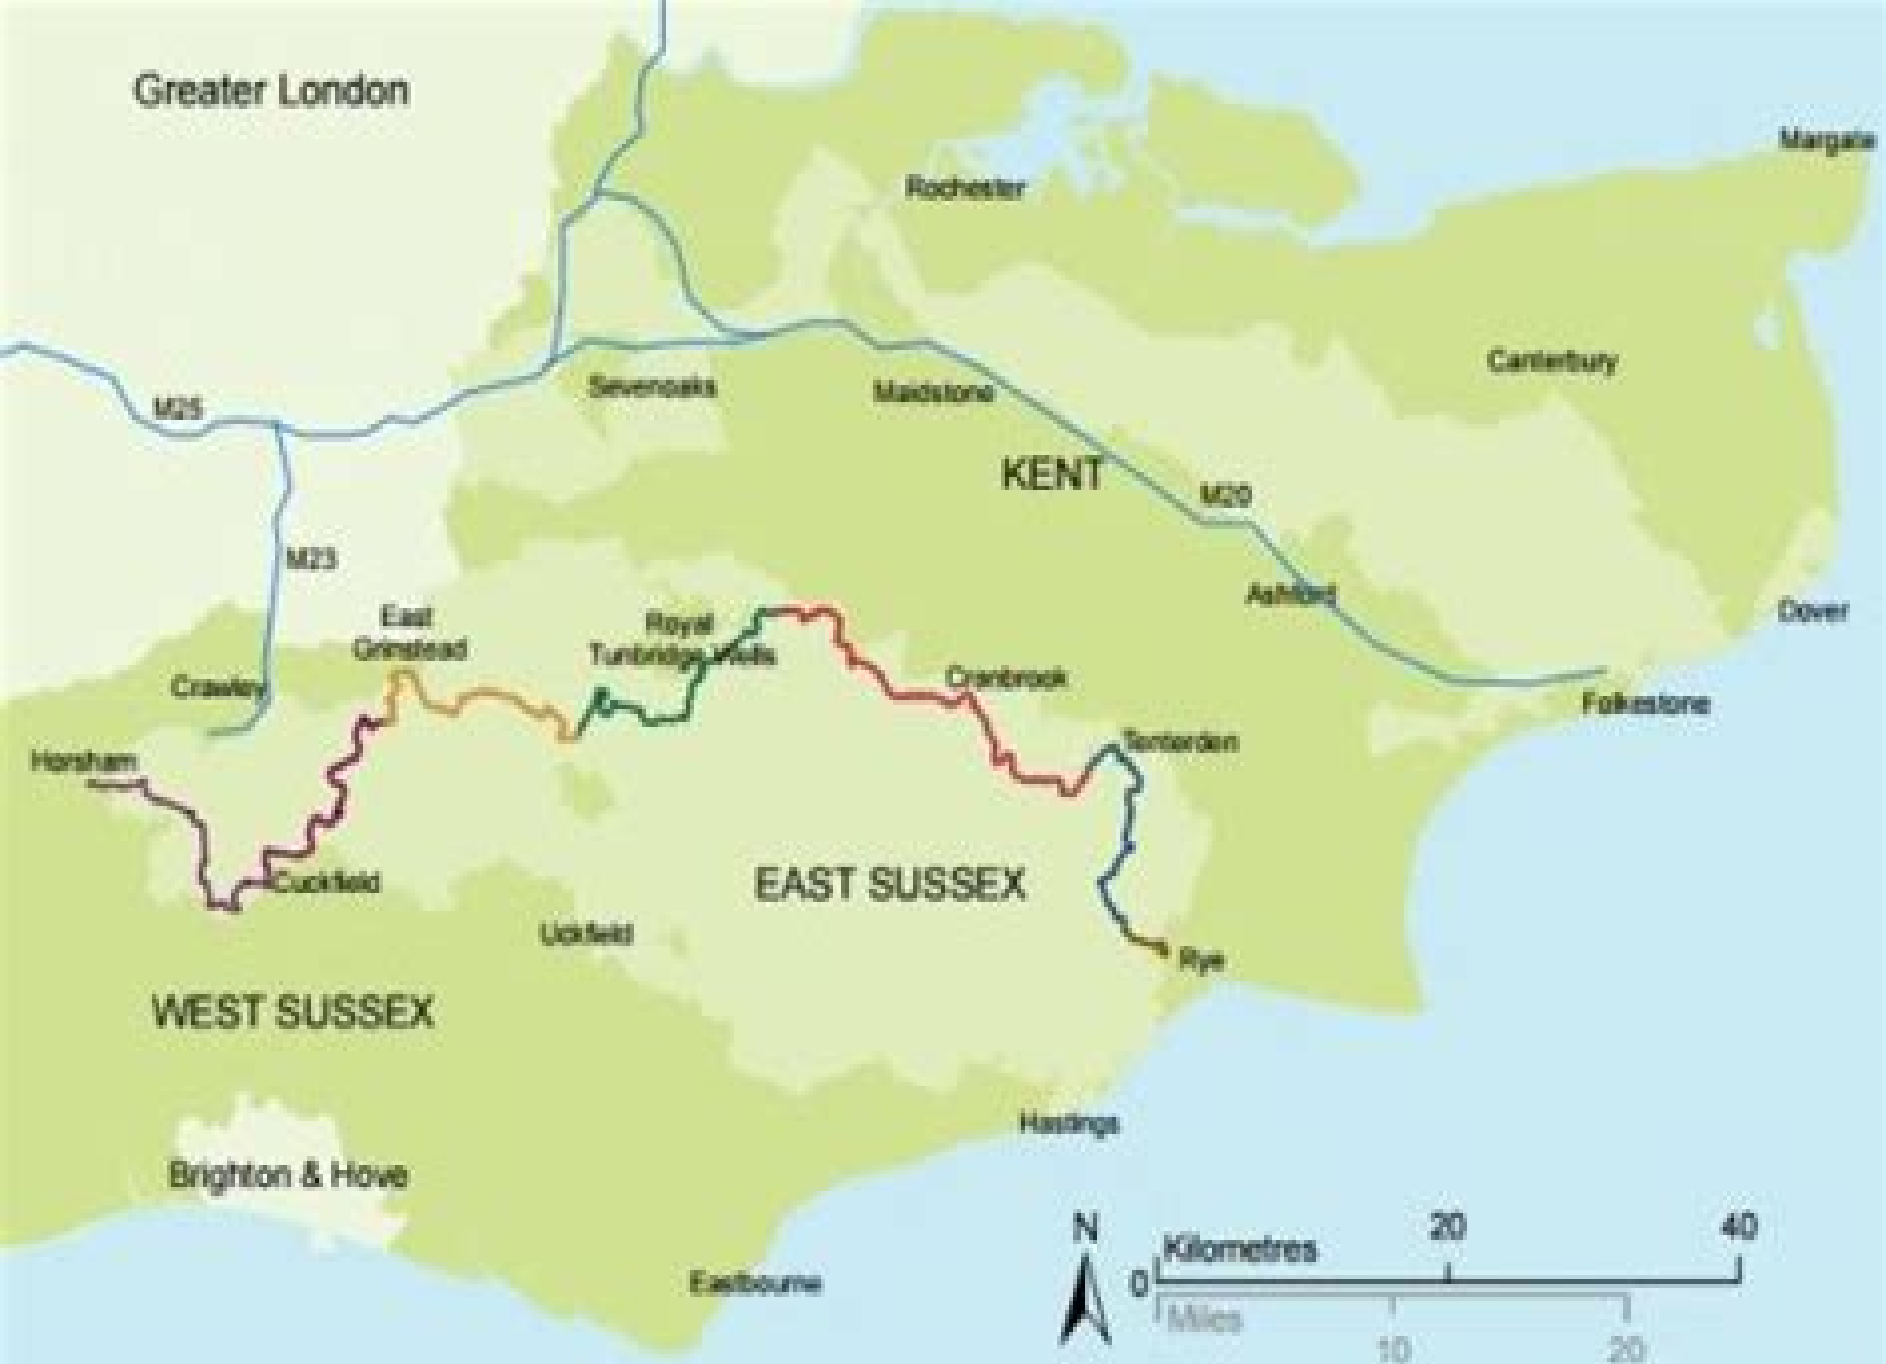 Greater London
Margate
Rochester
Canterbury
Sevenoaks
Maidstone
M25
KENT
M20
M23
Ashford
Dover
East
Grinstead
Royal
Tunbridge Wells
Crawley
Cranbrook
Folkestone
Horsham
Tenterden
Cuckfield
EAST SUSSEX
Uckfield
Rye
WEST SUSSEX
Hastings
Brighton & Hove
Eastbourne
N
Kilometres
20
40
0
Miles
10
20